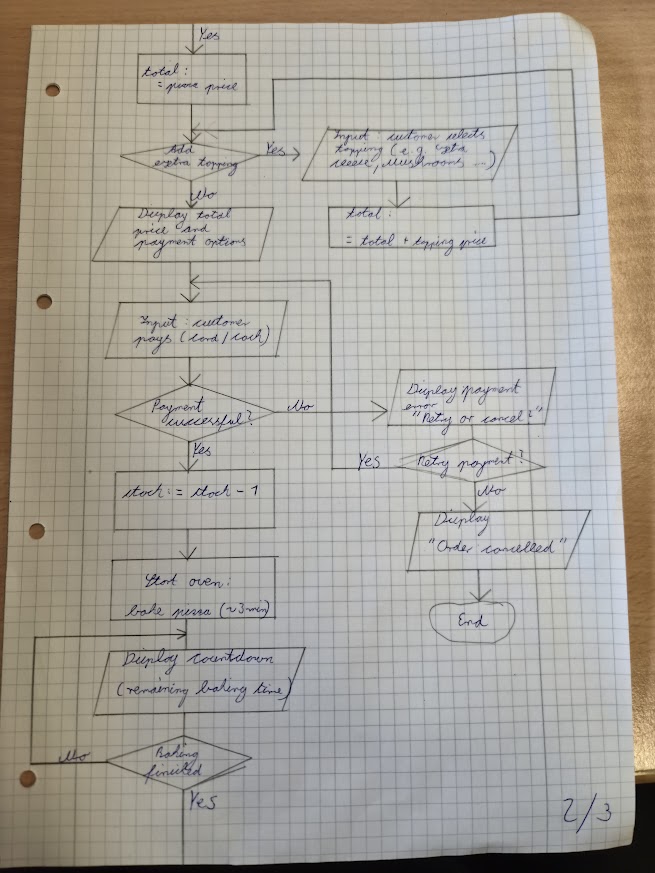 Yes
total:
= pizza price
Add
extra topping
Yes
Input: customer selects
topping (e.g. extra
cheese, mushrooms ...)
No
total:
= total + topping price
Display total
price and
payment options
Input: customer
pays (card / cash)
Payment
successful?
No
Display payment
error
"Retry or cancel?"
Yes
Retry payment?
Yes
No
stock: = stock - 1
Display
"Order cancelled"
Start oven:
bake pizza (~3min)
End
Display countdown
(remaining baking time)
No
Baking
finished
Yes
2/3